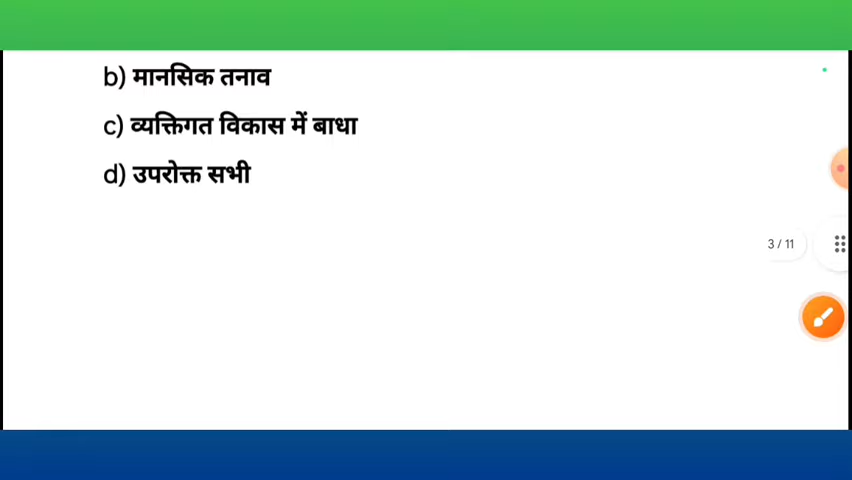 b) मानसिक तनाव
c) व्यक्तिगत विकास में बाधा
d) उपरोक्त सभी
3 / 11